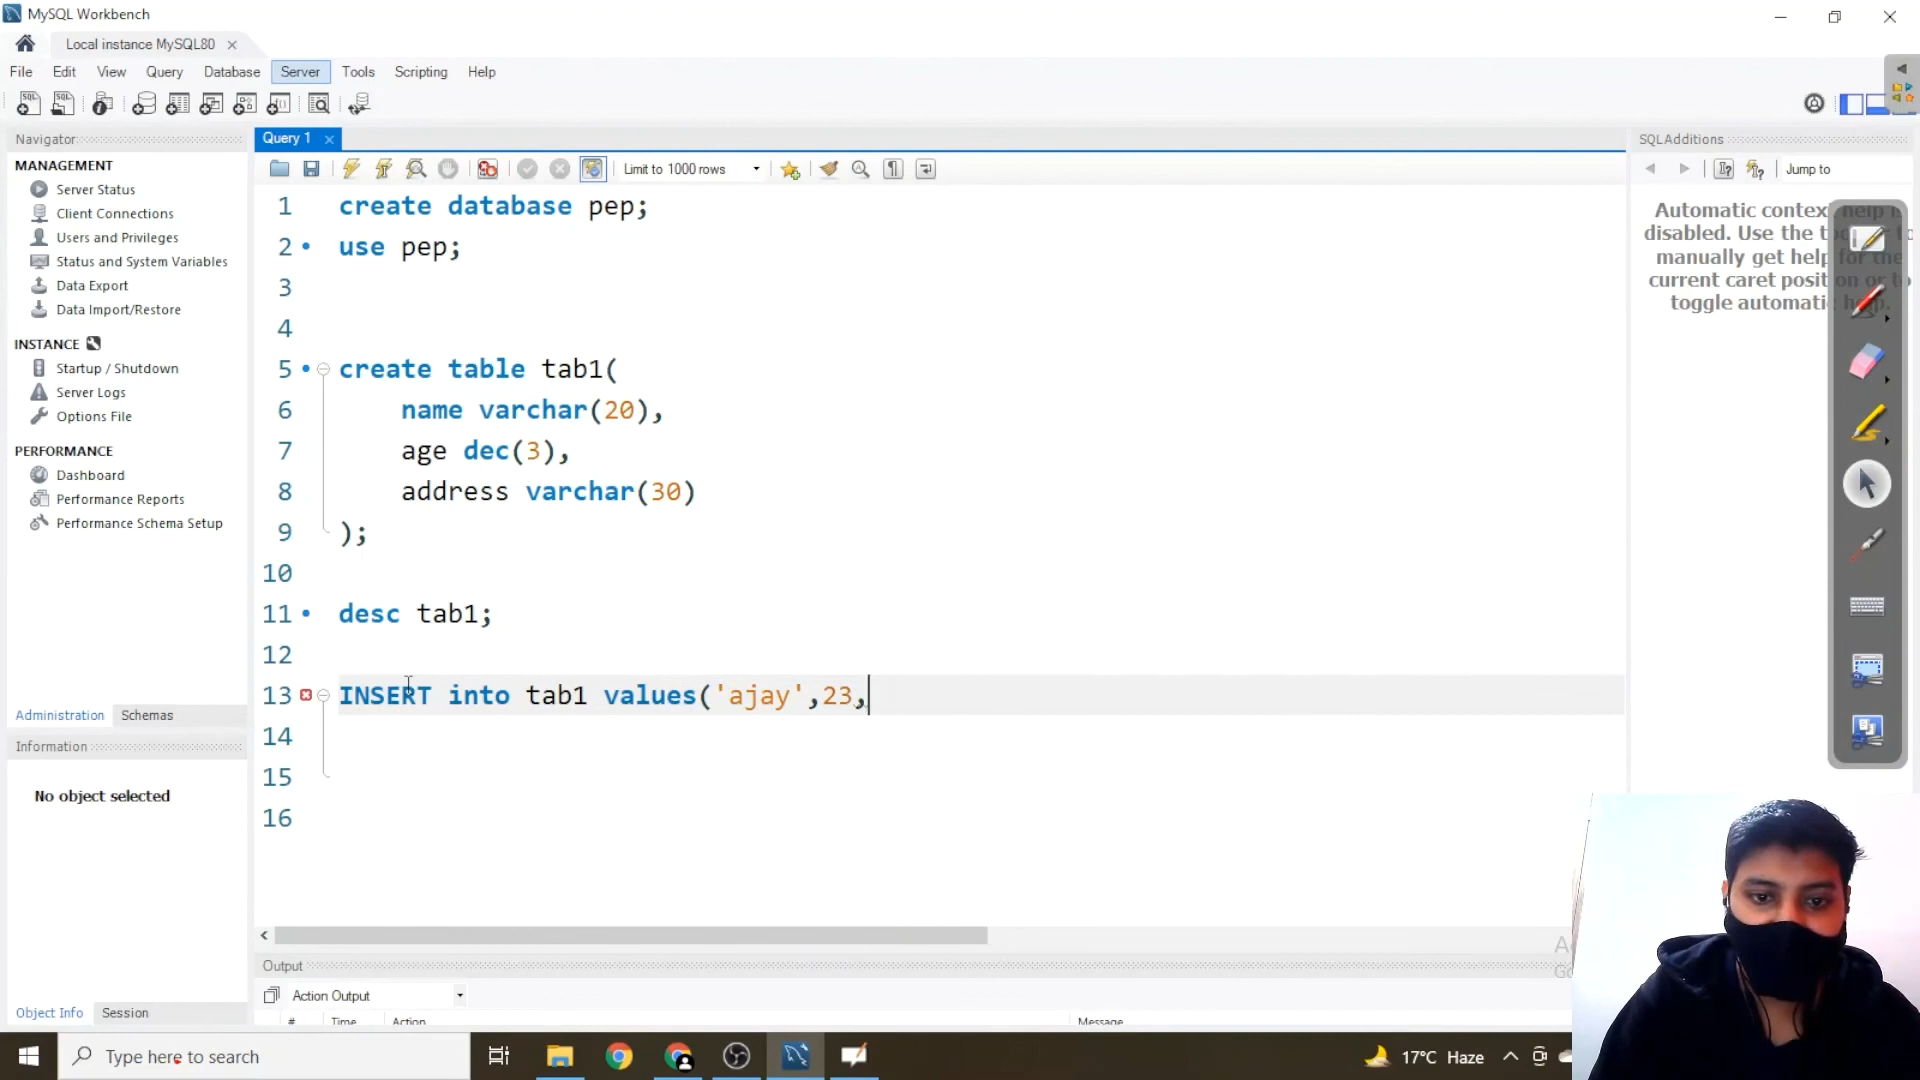 MySQL Workbench
Local instance MySQL80
File Edit View Query Database Server Tools Scripting Help
Navigator
MANAGEMENT
Server Status
Client Connections
Users and Privileges
Status and System Variables
Data Export
Data Import/Restore
INSTANCE
Startup / Shutdown
Server Logs
Options File
PERFORMANCE
Dashboard
Performance Reports
Performance Schema Setup
Administration Schemas
Information
No object selected
Object Info Session
Query 1
Limit to 1000 rows
1 create database pep;
2 use pep;
3
4
5 create table tab1(
6 name varchar(20),
7 age dec(3),
8 address varchar(30)
9 );
10
11 desc tab1;
12
13 INSERT into tab1 values('ajay',23,
14
15
16
Output
Action Output
# Time Action Message
SQLAdditions
Jump to
Automatic context help is
disabled. Use the
manually get help for the
current caret position or to
toggle automatic help.
Type here to search
17°C Haze